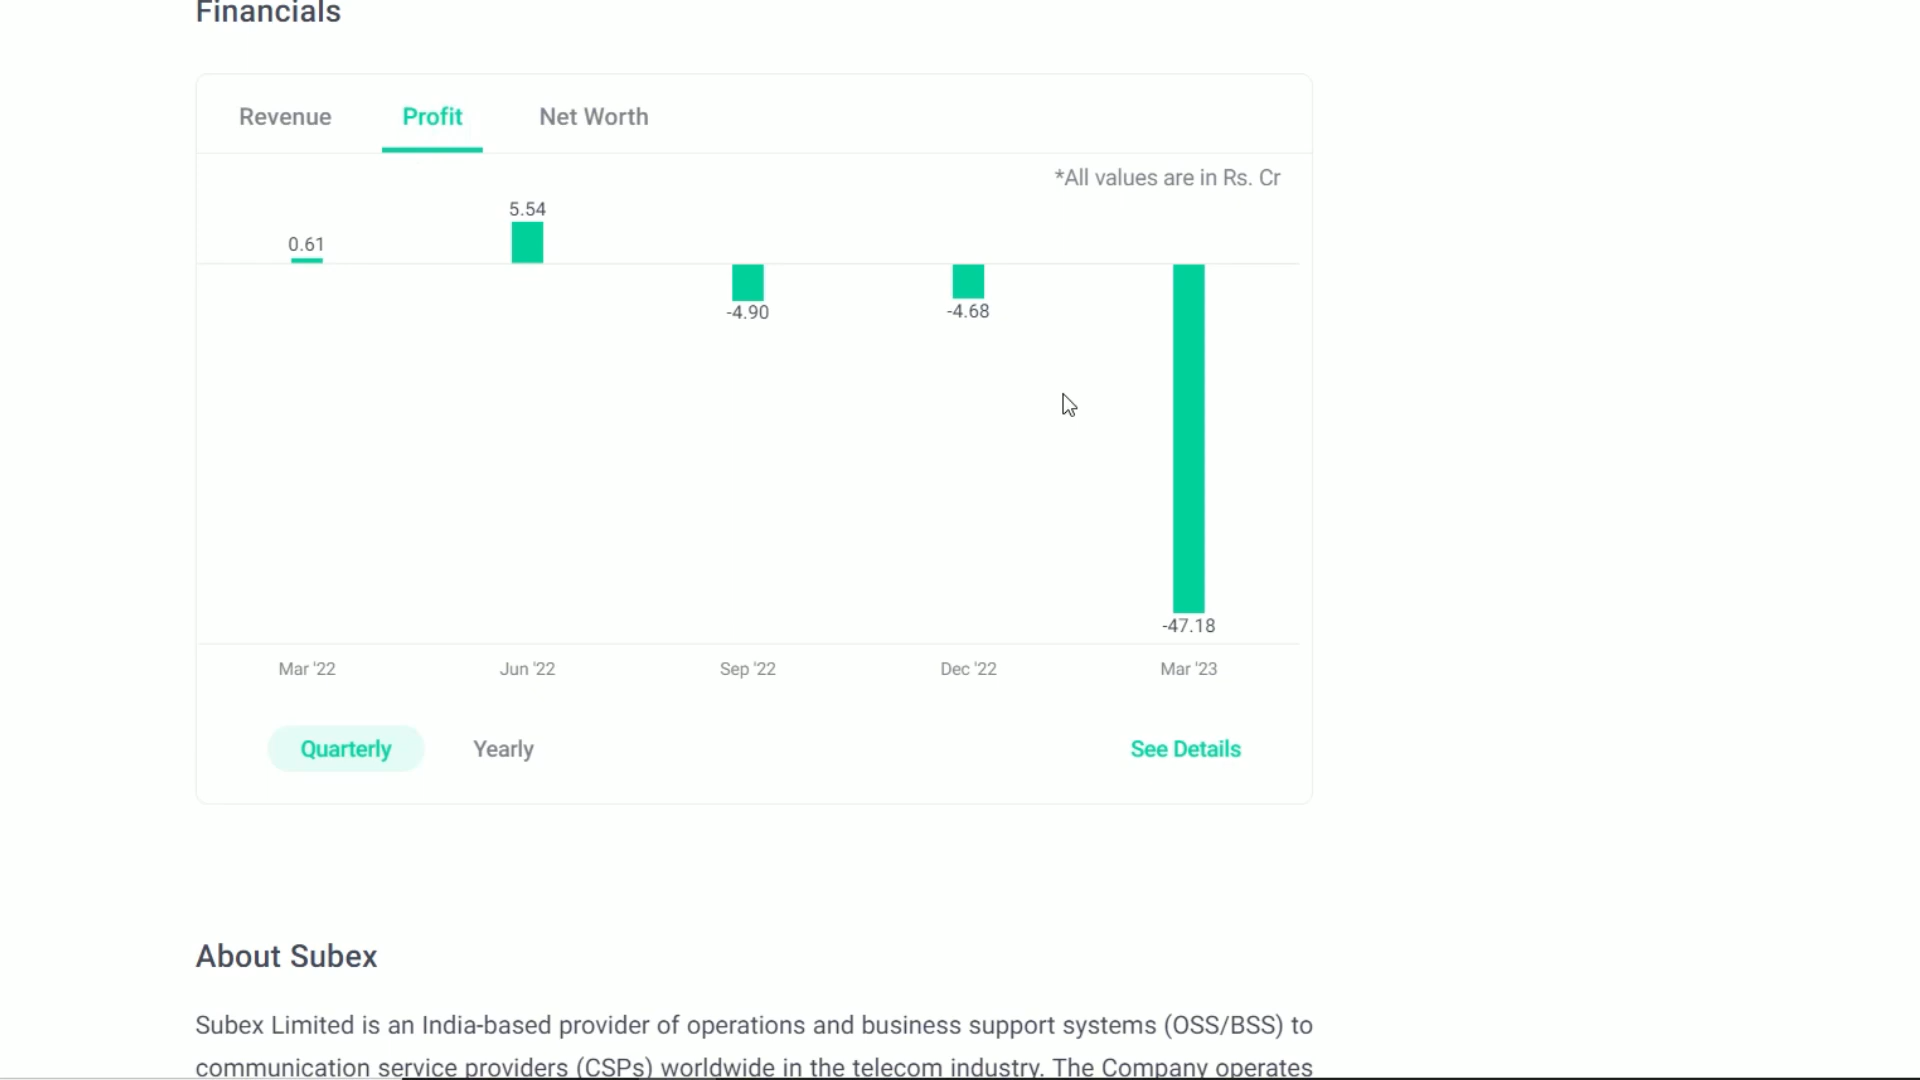 Financials
Revenue Profit Net Worth
*All values are in Rs. Cr
5.54
0.61
-4.90
-4.68
-47.18
Mar '22 Jun '22 Sep '22 Dec '22 Mar '23
Quarterly Yearly See Details
About Subex
Subex Limited is an India-based provider of operations and business support systems (OSS/BSS) to
communication service providers (CSPs) worldwide in the telecom industry. The Company operates